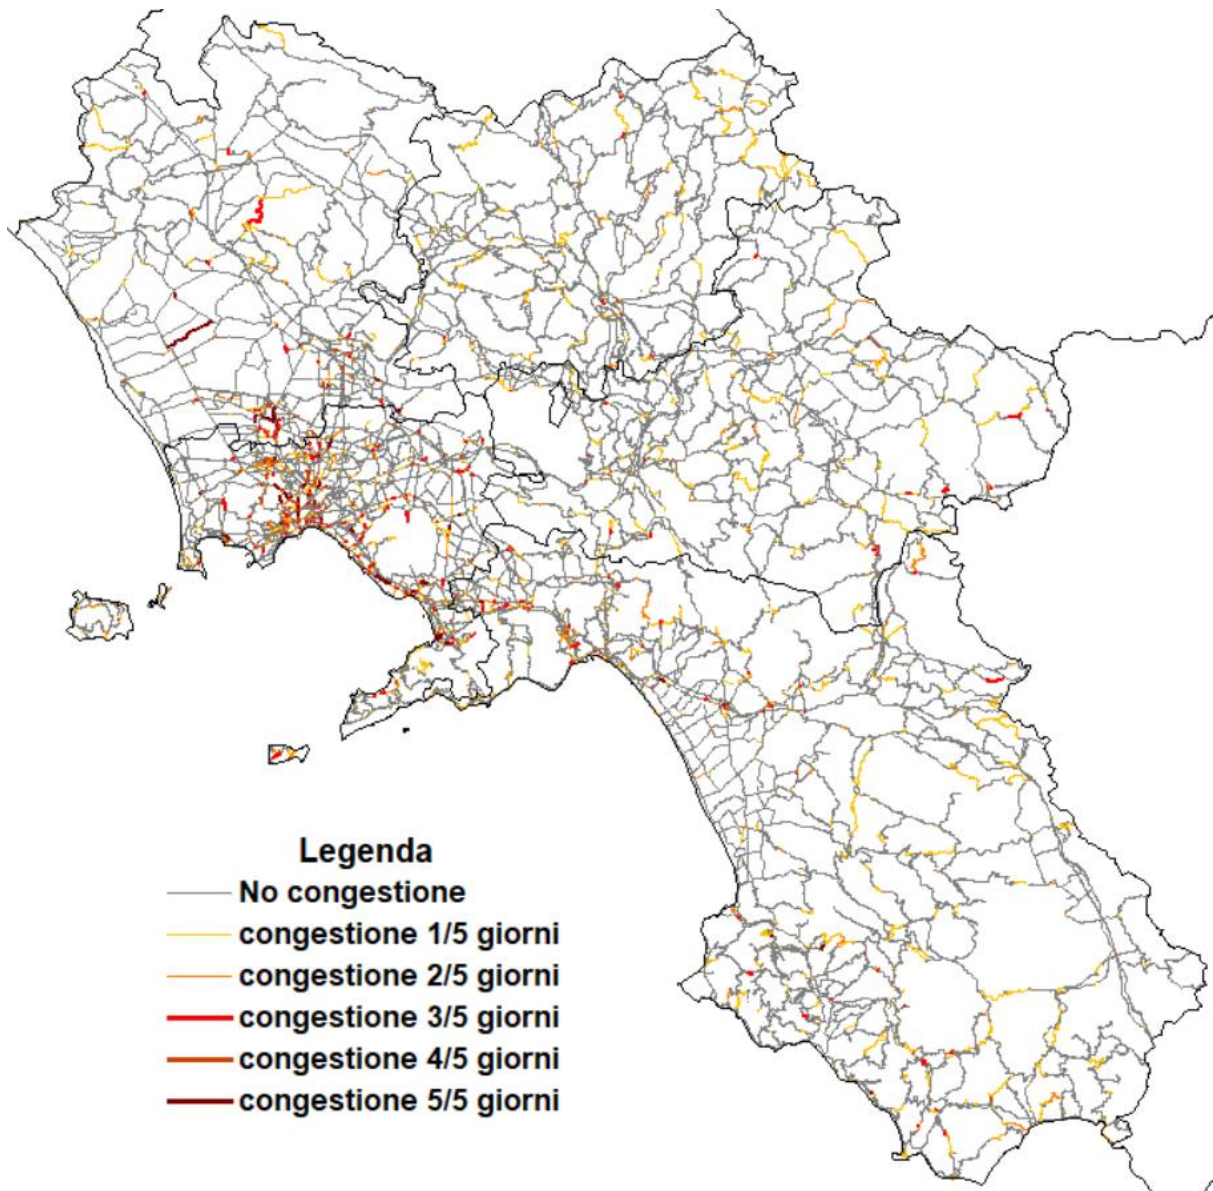 Legenda
No congestione
congestione 1/5 giorni
congestione 2/5 giorni
congestione 3/5 giorni
congestione 4/5 giorni
congestione 5/5 giorni